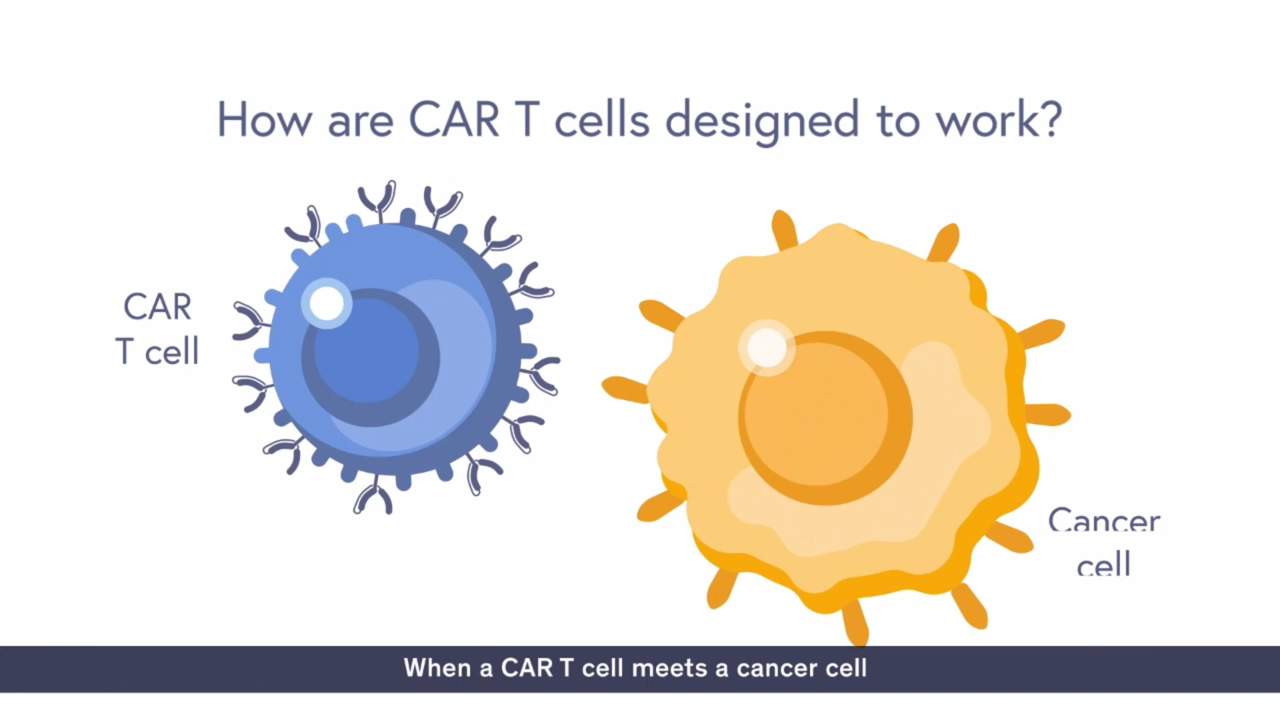 How are CAR T cells designed to work?
CAR
T cell
Cancer
cell
When a CAR T cell meets a cancer cell